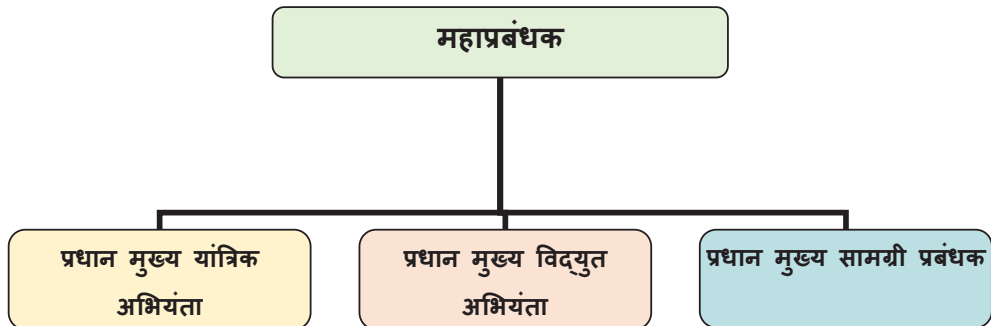 महाप्रबंधक
प्रधान मुख्य यांत्रिक
अभियंता
प्रधान मुख्य विद्‌युत
अभियंता
प्रधान मुख्य सामग्री प्रबंधक